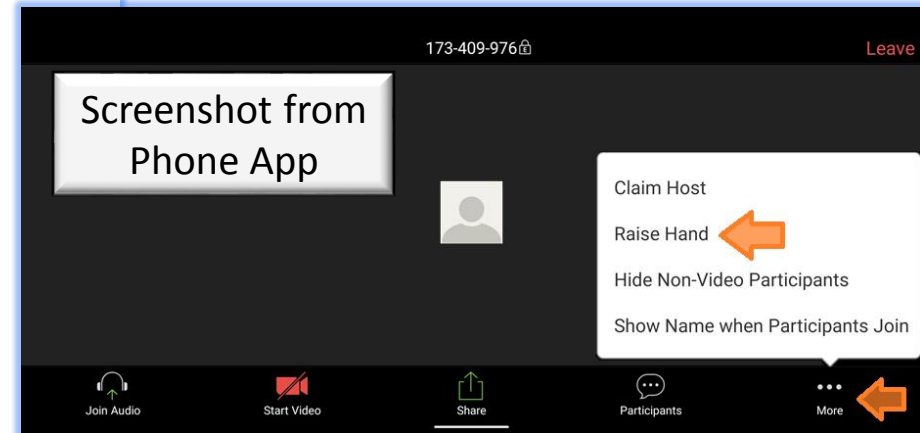 173-409-976
Leave
Screenshot from
Phone App
Claim Host
Raise Hand
Hide Non-Video Participants
Show Name when Participants Join
Join Audio
Start Video
Share
Participants
More